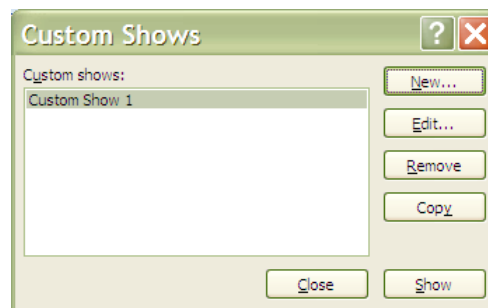 Custom Shows
Custom shows:
Custom Show 1
New...
Edit...
Remove
Copy
Close
Show